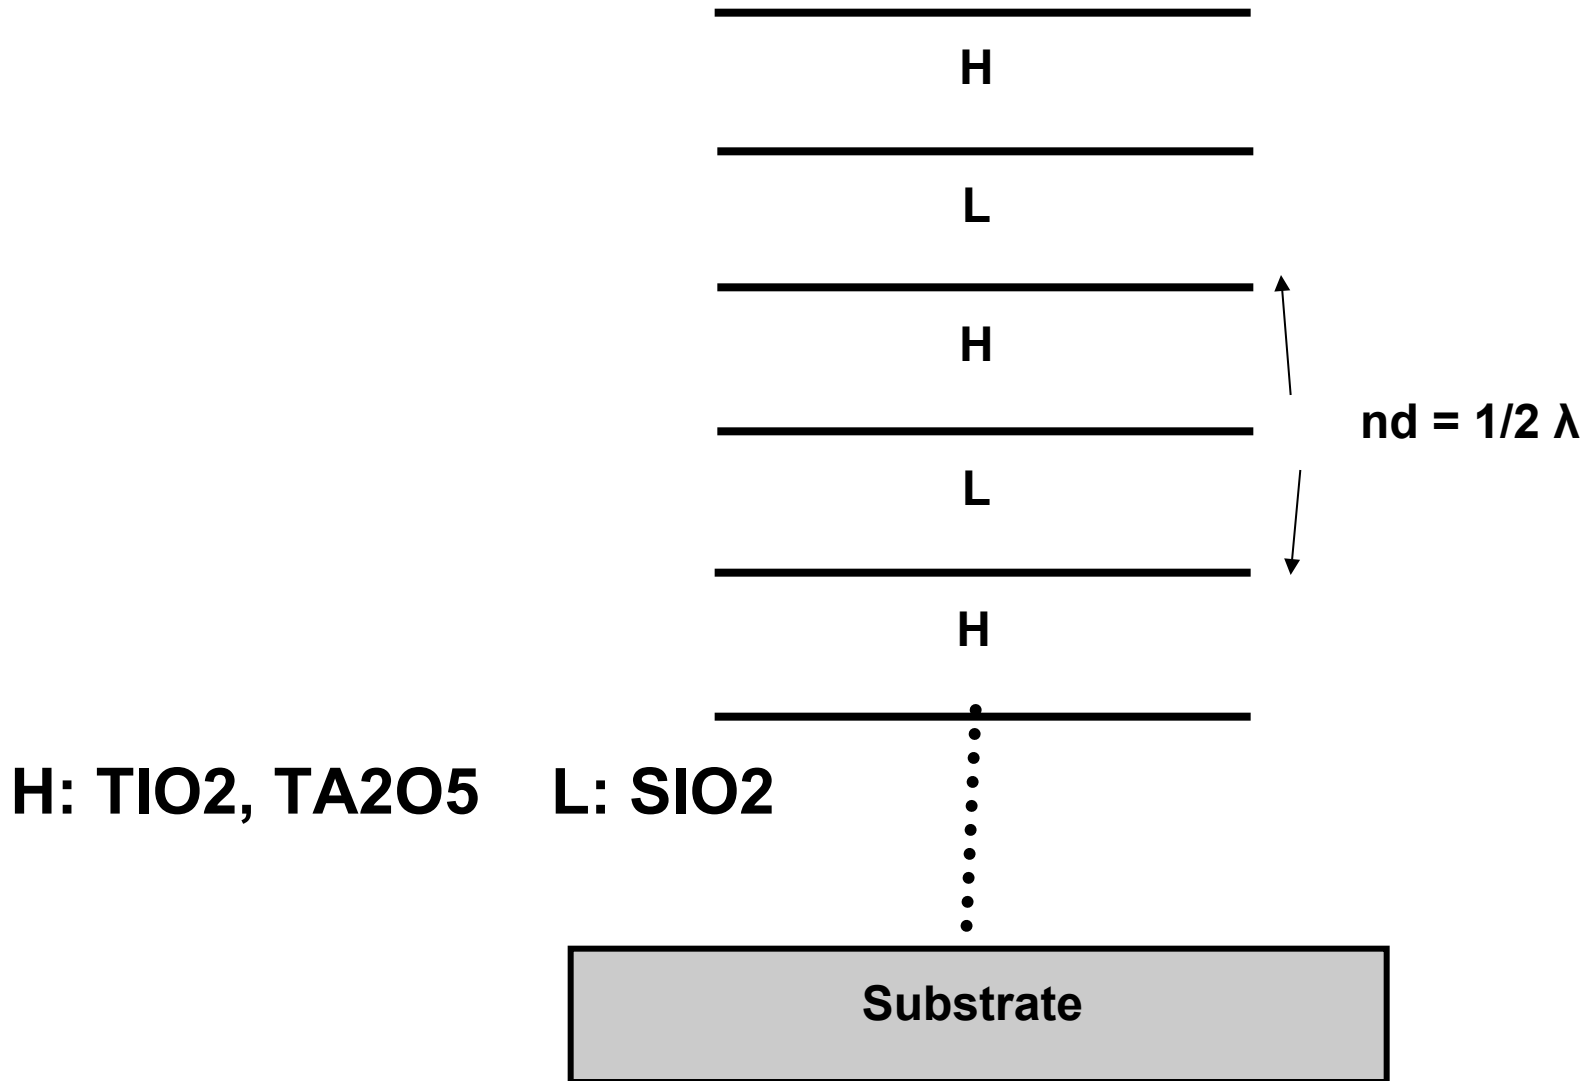 H
L
H
nd = 1/2 λ
L
H
H: TIO2, TA2O5 L: SIO2
Substrate